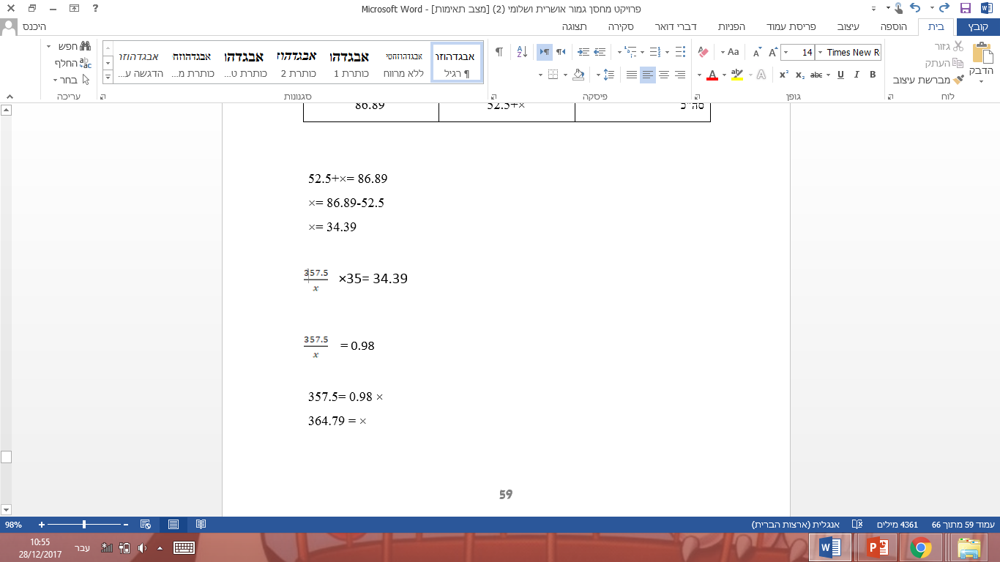 פרויקט מחסן גמור אושרית ושלומי (2) [מצב תאימות] - Microsoft Word
קובץ בית הוספה עיצוב פריסת עמוד הפניות דברי דואר סקירה תצוגה היכנס
הדבק
גזור
העתק
מברשת עיצוב
לוח
Times New R 14
B I U abc x₂ x² A
גופן
פיסקה
אבגדהוזר אבגדהוזחטי אבגדהו אבגדהוז אבגדהו אבגדהוזח אבגדהוזר
¶ רגיל ללא מרווח כותרת 1 כותרת 2 כותרת ט... כותרת מ... הדגשה ע...
סגנונות
חפש
החלף
בחר
עריכה
סה"כ 52.5+× 86.89
52.5+×= 86.89
×= 86.89-52.5
×= 34.39
357.5/x ×35= 34.39
357.5/x = 0.98
357.5= 0.98 ×
364.79 = ×
59
עמוד 59 מתוך 66 4361 מילים אנגלית (ארצות הברית) 98%
עבר 10:55
28/12/2017